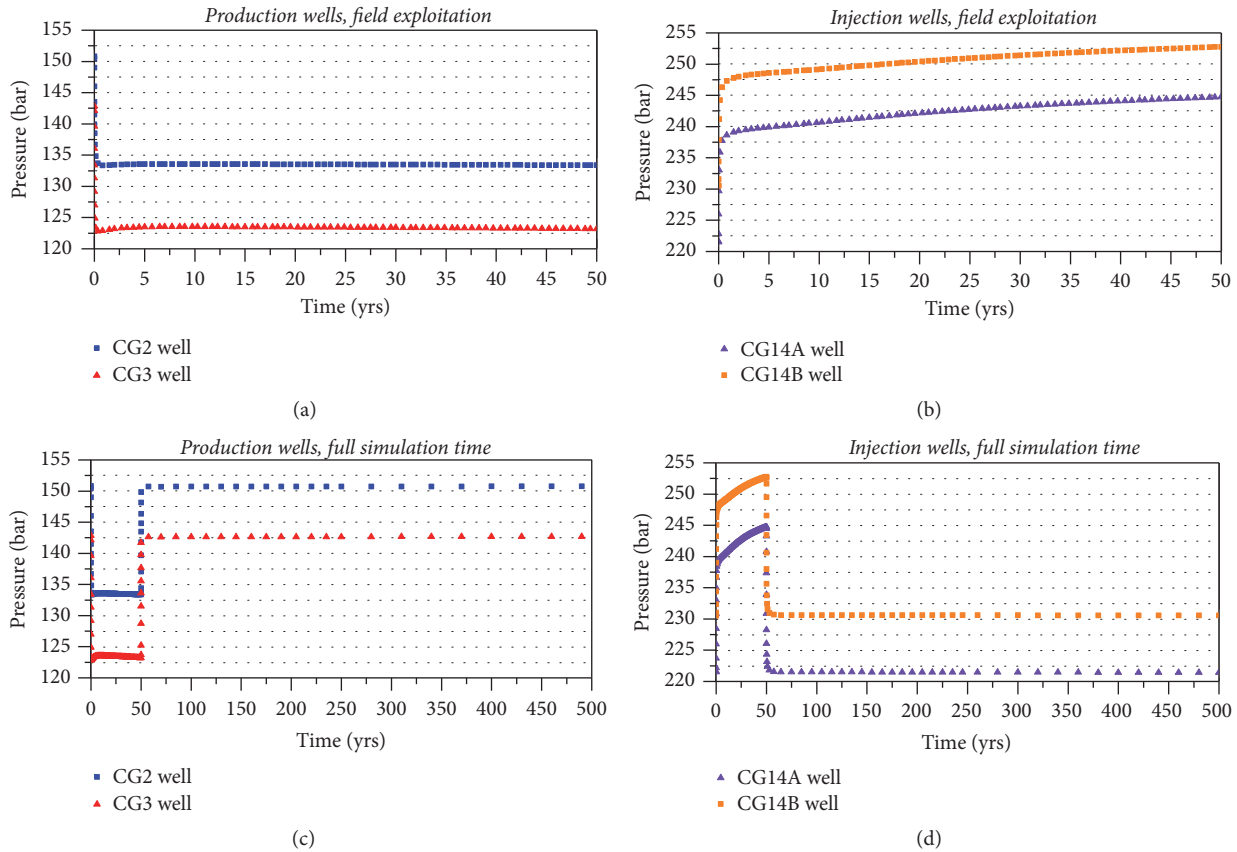 Production wells, field exploitation
155
150
145
140
135
130
125
120
Pressure (bar)
0 5 10 15 20 25 30 35 40 45 50
Time (yrs)
CG2 well
CG3 well
(a)
Injection wells, field exploitation
255
250
245
240
235
230
225
220
Pressure (bar)
0 5 10 15 20 25 30 35 40 45 50
Time (yrs)
CG14A well
CG14B well
(b)
Production wells, full simulation time
155
150
145
140
135
130
125
120
Pressure (bar)
0 50 100 150 200 250 300 350 400 450 500
Time (yrs)
CG2 well
CG3 well
(c)
Injection wells, full simulation time
255
250
245
240
235
230
225
220
Pressure (bar)
0 50 100 150 200 250 300 350 400 450 500
Time (yrs)
CG14A well
CG14B well
(d)